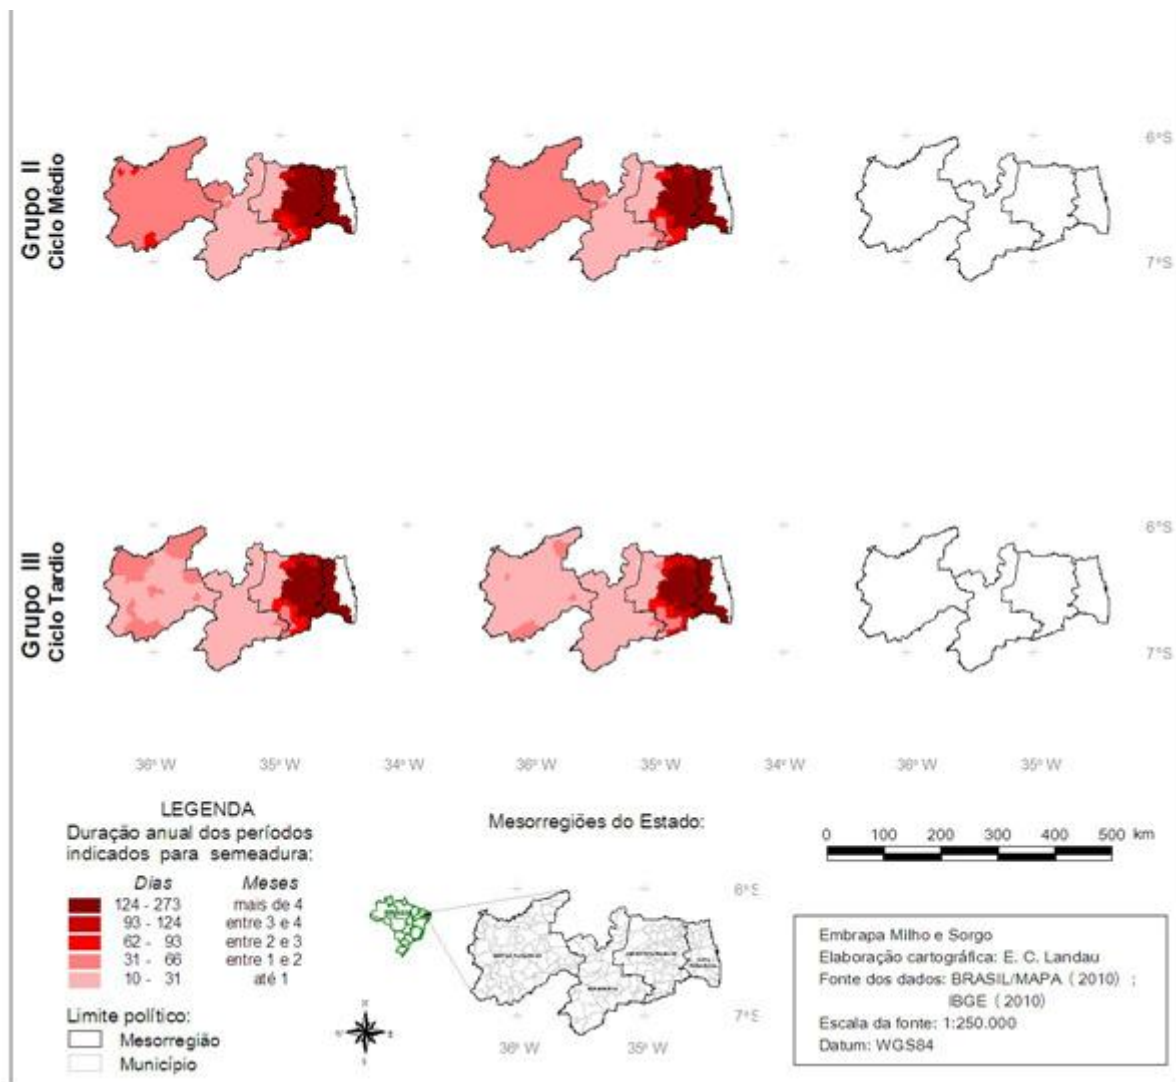 Grupo II
Ciclo Médio
6°S
7°S
Grupo III
Ciclo Tardio
6°S
7°S
36° W
35° W
34° W
36° W
35° W
34° W
36° W
35° W
LEGENDA
Duração anual dos períodos
indicados para semeadura:
Dias Meses
124 - 273 mais de 4
93 - 124 entre 3 e 4
62 - 93 entre 2 e 3
31 - 66 entre 1 e 2
10 - 31 até 1
Limite político:
Mesorregião
Município
Mesorregiões do Estado:
6°S
7°S
36° W
35° W
0 100 200 300 400 500 km
Embrapa Milho e Sorgo
Elaboração cartográfica: E. C. Landau
Fonte dos dados: BRASIL/MAPA (2010) ;
IBGE (2010)
Escala da fonte: 1:250.000
Datum: WGS84